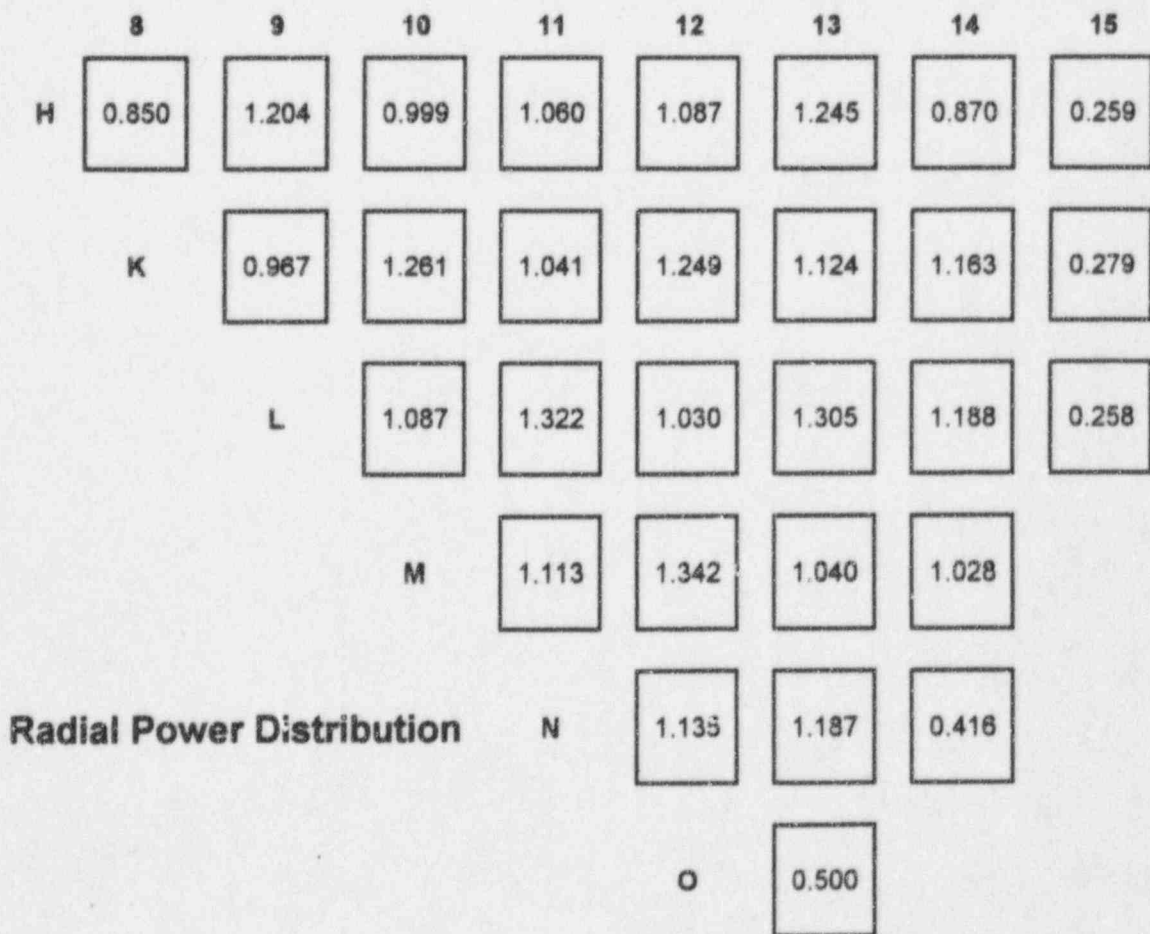 8 9 10 11 12 13 14 15
H 0.850 1.204 0.999 1.060 1.087 1.245 0.870 0.259
K 0.967 1.261 1.041 1.249 1.124 1.163 0.279
L 1.087 1.322 1.030 1.305 1.188 0.258
M 1.113 1.342 1.040 1.028
Radial Power Distribution N 1.135 1.187 0.416
O 0.500